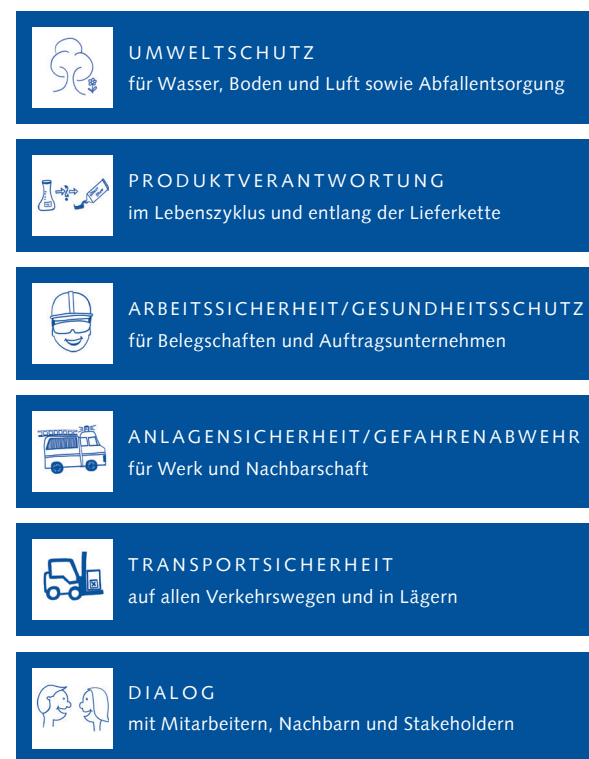 UMWELTSCHUTZ
für Wasser, Boden und Luft sowie Abfallentsorgung
PRODUKTVERANTWORTUNG
im Lebenszyklus und entlang der Lieferkette
ARBEITSSICHERHEIT/GESUNDHEITSSCHUTZ
für Belegschaften und Auftragsunternehmen
ANLAGENSICHERHEIT/GEFAHRENABWEHR
für Werk und Nachbarschaft
TRANSPORTSICHERHEIT
auf allen Verkehrswegen und in Lägern
DIALOG
mit Mitarbeitern, Nachbarn und Stakeholdern